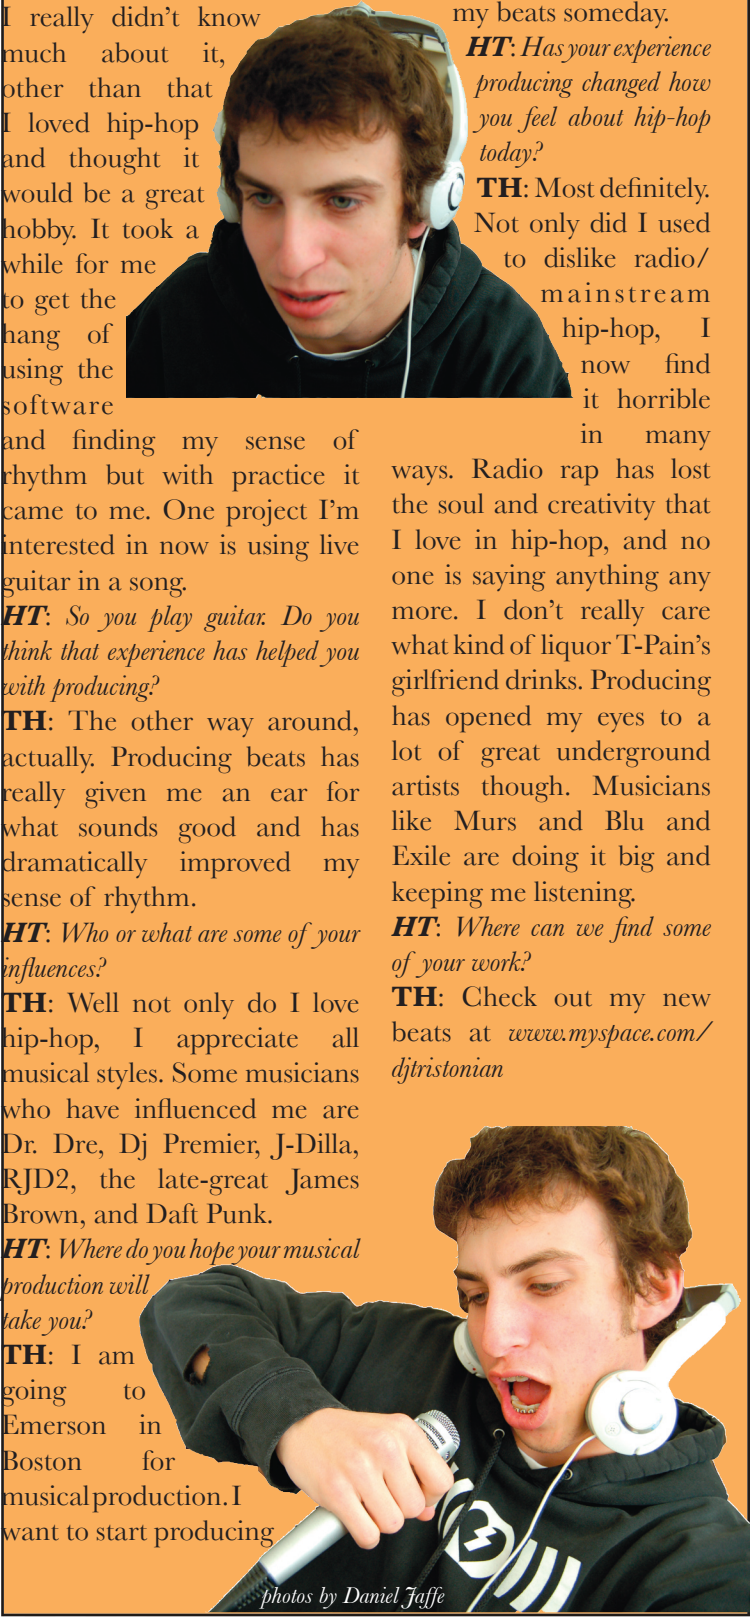 I really didn't know
much about it,
other than that
I loved hip-hop
and thought it
would be a great
hobby. It took a
while for me
to get the
hang of
using the
software
and finding my sense of
rhythm but with practice it
came to me. One project I'm
interested in now is using live
guitar in a song.
HT: So you play guitar. Do you
think that experience has helped you
with producing?
TH: The other way around,
actually. Producing beats has
really given me an ear for
what sounds good and has
dramatically improved my
sense of rhythm.
HT: Who or what are some of your
influences?
TH: Well not only do I love
hip-hop, I appreciate all
musical styles. Some musicians
who have influenced me are
Dr. Dre, Dj Premier, J-Dilla,
RJD2, the late-great James
Brown, and Daft Punk.
HT: Where do you hope your musical
production will
take you?
TH: I am
going to
Emerson in
Boston for
musical production. I
want to start producing
my beats someday.
HT: Has your experience
producing changed how
you feel about hip-hop
today?
TH: Most definitely.
Not only did I used
to dislike radio/
mainstream
hip-hop, I
now find
it horrible
in many
ways. Radio rap has lost
the soul and creativity that
I love in hip-hop, and no
one is saying anything any
more. I don't really care
what kind of liquor T-Pain's
girlfriend drinks. Producing
has opened my eyes to a
lot of great underground
artists though. Musicians
like Murs and Blu and
Exile are doing it big and
keeping me listening.
HT: Where can we find some
of your work?
TH: Check out my new
beats at www.myspace.com/
djtristonian
photos by Daniel Jaffe